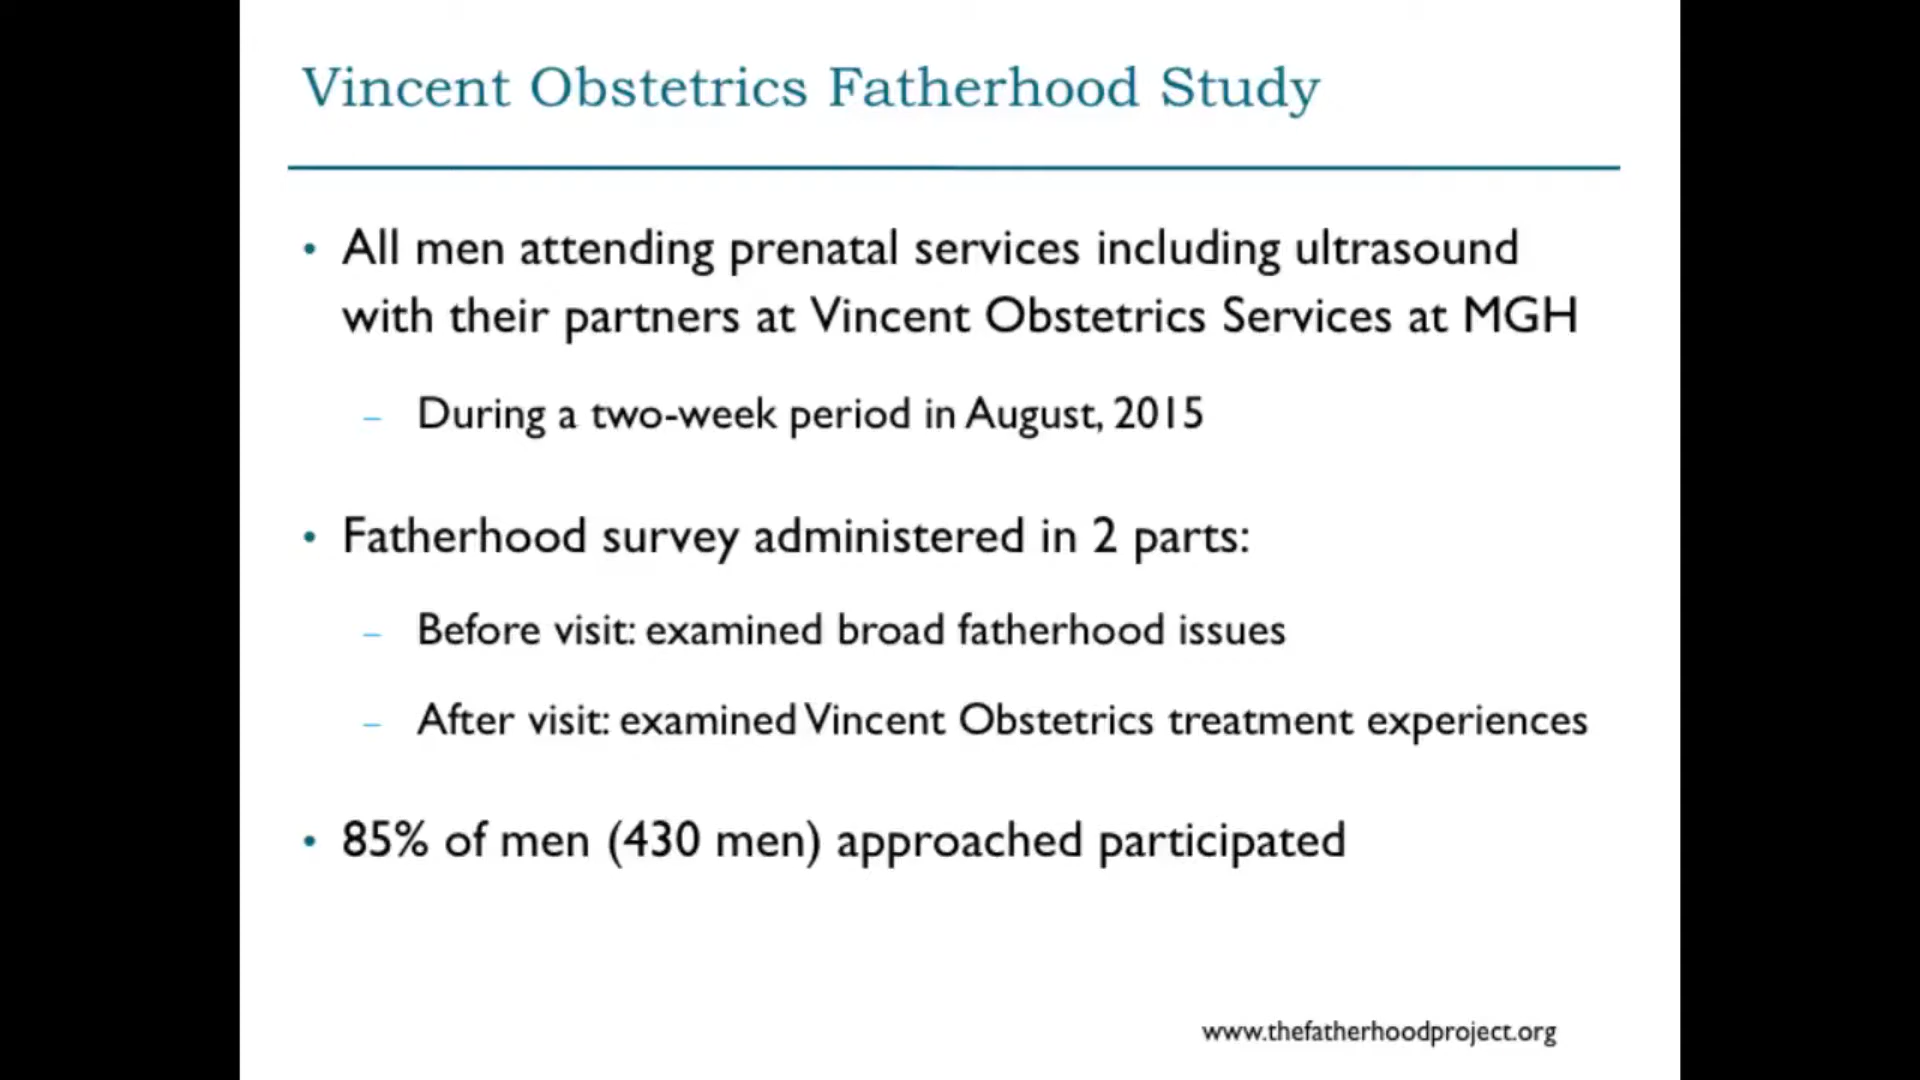 Vincent Obstetrics Fatherhood Study
• All men attending prenatal services including ultrasound
with their partners at Vincent Obstetrics Services at MGH
– During a two-week period in August, 2015
• Fatherhood survey administered in 2 parts:
– Before visit: examined broad fatherhood issues
– After visit: examined Vincent Obstetrics treatment experiences
• 85% of men (430 men) approached participated
www.thefatherhoodproject.org